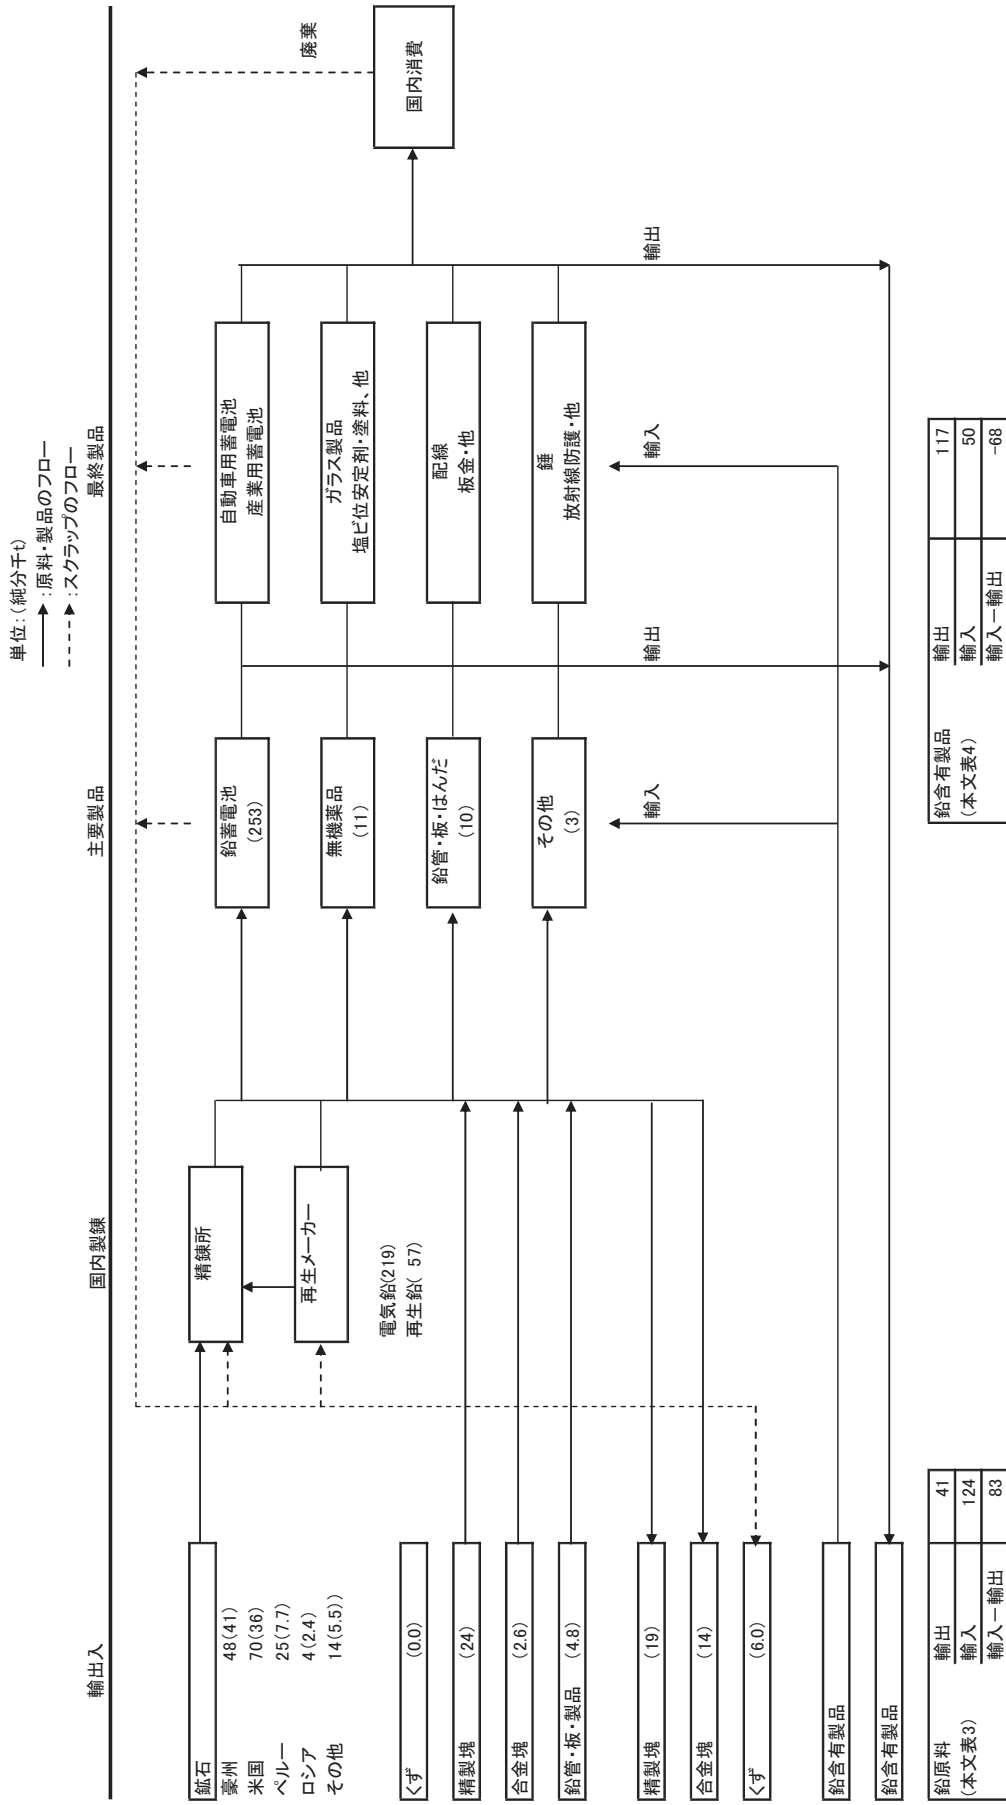 単位：(純分千t)
：原料・製品のフロー
：スクラップのフロー
輸出入
国内製錬
主要製品
最終製品
鉱石
豪州 48(41)
米国 70(36)
ペルー 25(7.7)
ロシア 4(2.4)
その他 14(5.5))
くず (0.0)
精製塊 (24)
合金塊 (2.6)
鉛管・板・製品 (4.8)
精製塊 (19)
合金塊 (14)
くず (6.0)
鉛含有製品
鉛含有製品
精錬所
再生メーカー
電気鉛(219)
再生鉛( 57)
鉛蓄電池
(253)
無機薬品
(11)
鉛管・板・はんだ
(10)
その他
(3)
輸入
輸出
自動車用蓄電池
産業用蓄電池
ガラス製品
塩ビ位安定剤・塗料、他
配線
板金・他
錘
放射線防護・他
輸入
輸出
国内消費
廃棄
鉛原料 輸出 41
(本文表3) 輸入 124
輸入－輸出 83
鉛含有製品 輸出 117
(本文表4) 輸入 50
輸入－輸出 -68